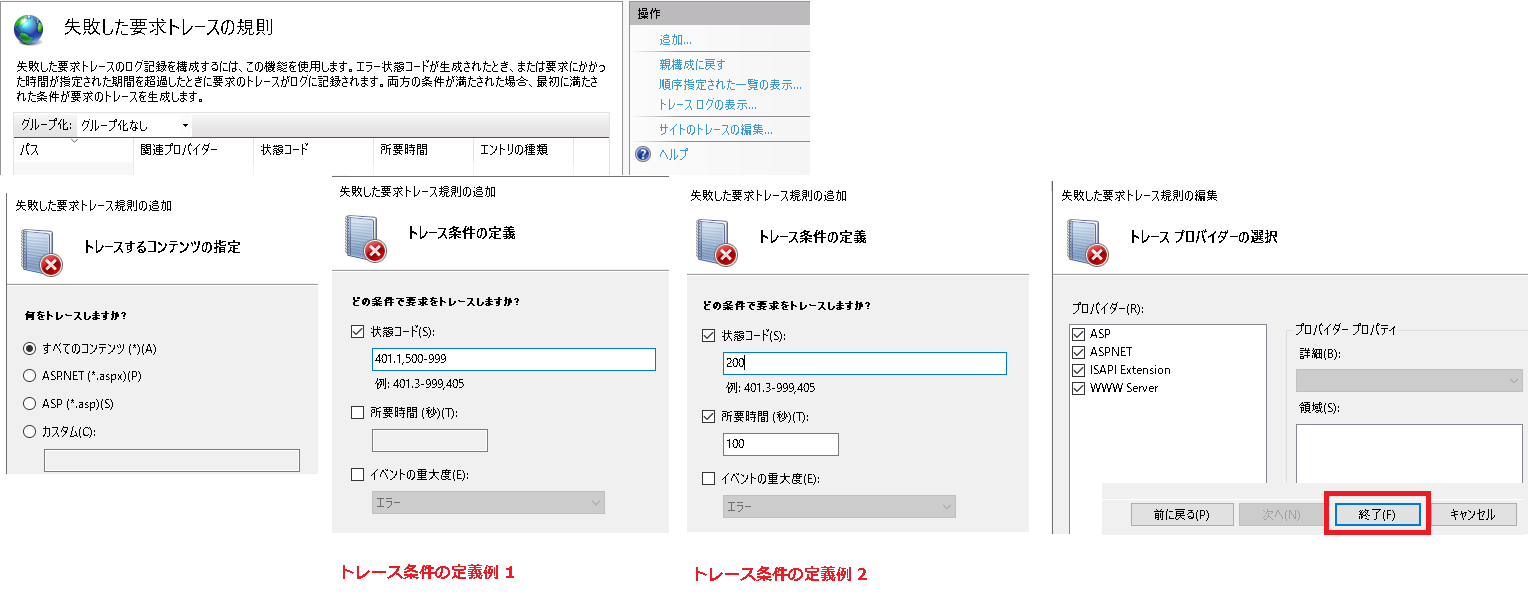 失敗した要求トレースの規則
失敗した要求トレースのログ記録を構成するには、この機能を使用します。エラー状態コードが生成されたとき、または要求にかかっ
た時間が指定された期間を超過したときに要求のトレースがログに記録されます。両方の条件が満たされた場合、最初に満たさ
れた条件が要求のトレースを生成します。
グループ化: グループ化なし
パス 関連プロバイダー 状態コード 所要時間 エントリの種類
操作
追加...
親構成に戻す
順序指定された一覧の表示...
トレース ログの表示...
サイトのトレースの編集...
ヘルプ
失敗した要求トレース規則の追加
トレースするコンテンツの指定
何をトレースしますか?
すべてのコンテンツ (*)(A)
ASP.NET (*.aspx)(P)
ASP (*.asp)(S)
カスタム(C):
失敗した要求トレース規則の追加
トレース条件の定義
どの条件で要求をトレースしますか?
状態コード(S):
401.1,500-999
例: 401.3-999,405
所要時間 (秒)(T):
イベントの重大度(E):
エラー
トレース条件の定義例 1
失敗した要求トレース規則の追加
トレース条件の定義
どの条件で要求をトレースしますか?
状態コード(S):
200
例: 401.3-999,405
所要時間 (秒)(T):
100
イベントの重大度(E):
エラー
トレース条件の定義例 2
失敗した要求トレース規則の編集
トレース プロバイダーの選択
プロバイダー(R):
ASP
ASPNET
ISAPI Extension
WWW Server
プロバイダー プロパティ
詳細(B):
領域(S):
前に戻る(P) 次へ(N) 終了(F) キャンセル